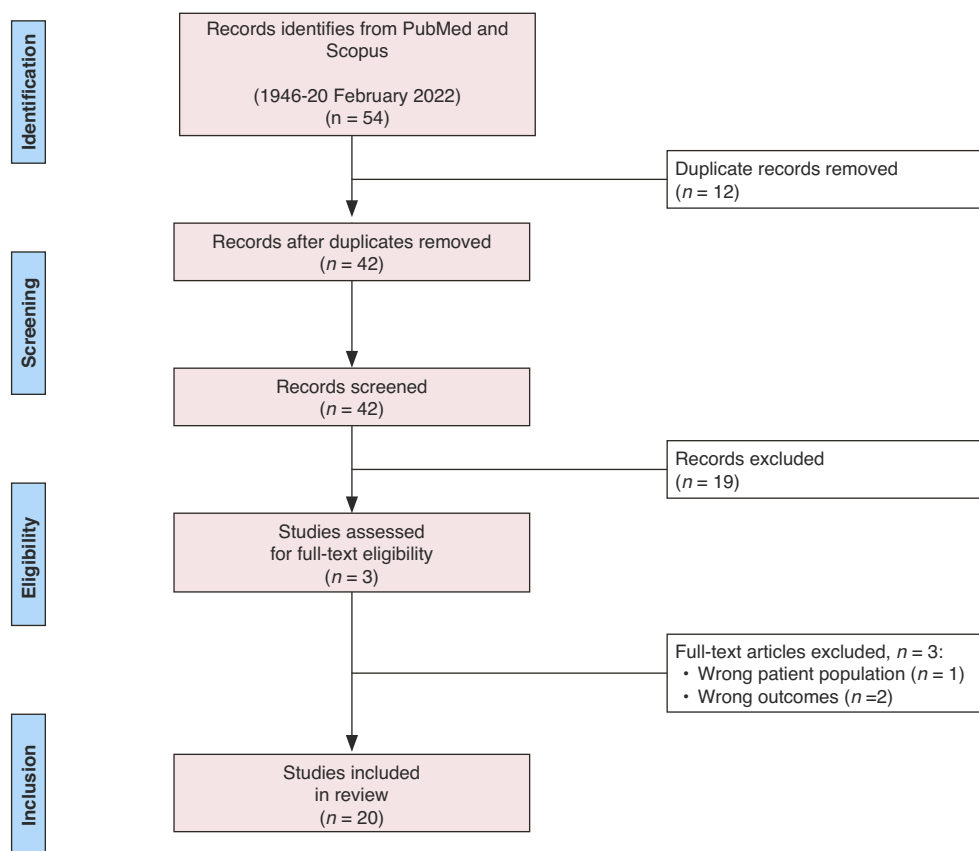 Identification
Records identifies from PubMed and
Scopus
(1946-20 February 2022)
(n = 54)
Duplicate records removed
(n = 12)
Records after duplicates removed
(n = 42)
Screening
Records screened
(n = 42)
Records excluded
(n = 19)
Eligibility
Studies assessed
for full-text eligibility
(n = 3)
Full-text articles excluded, n = 3:
• Wrong patient population (n = 1)
• Wrong outcomes (n =2)
Inclusion
Studies included
in review
(n = 20)